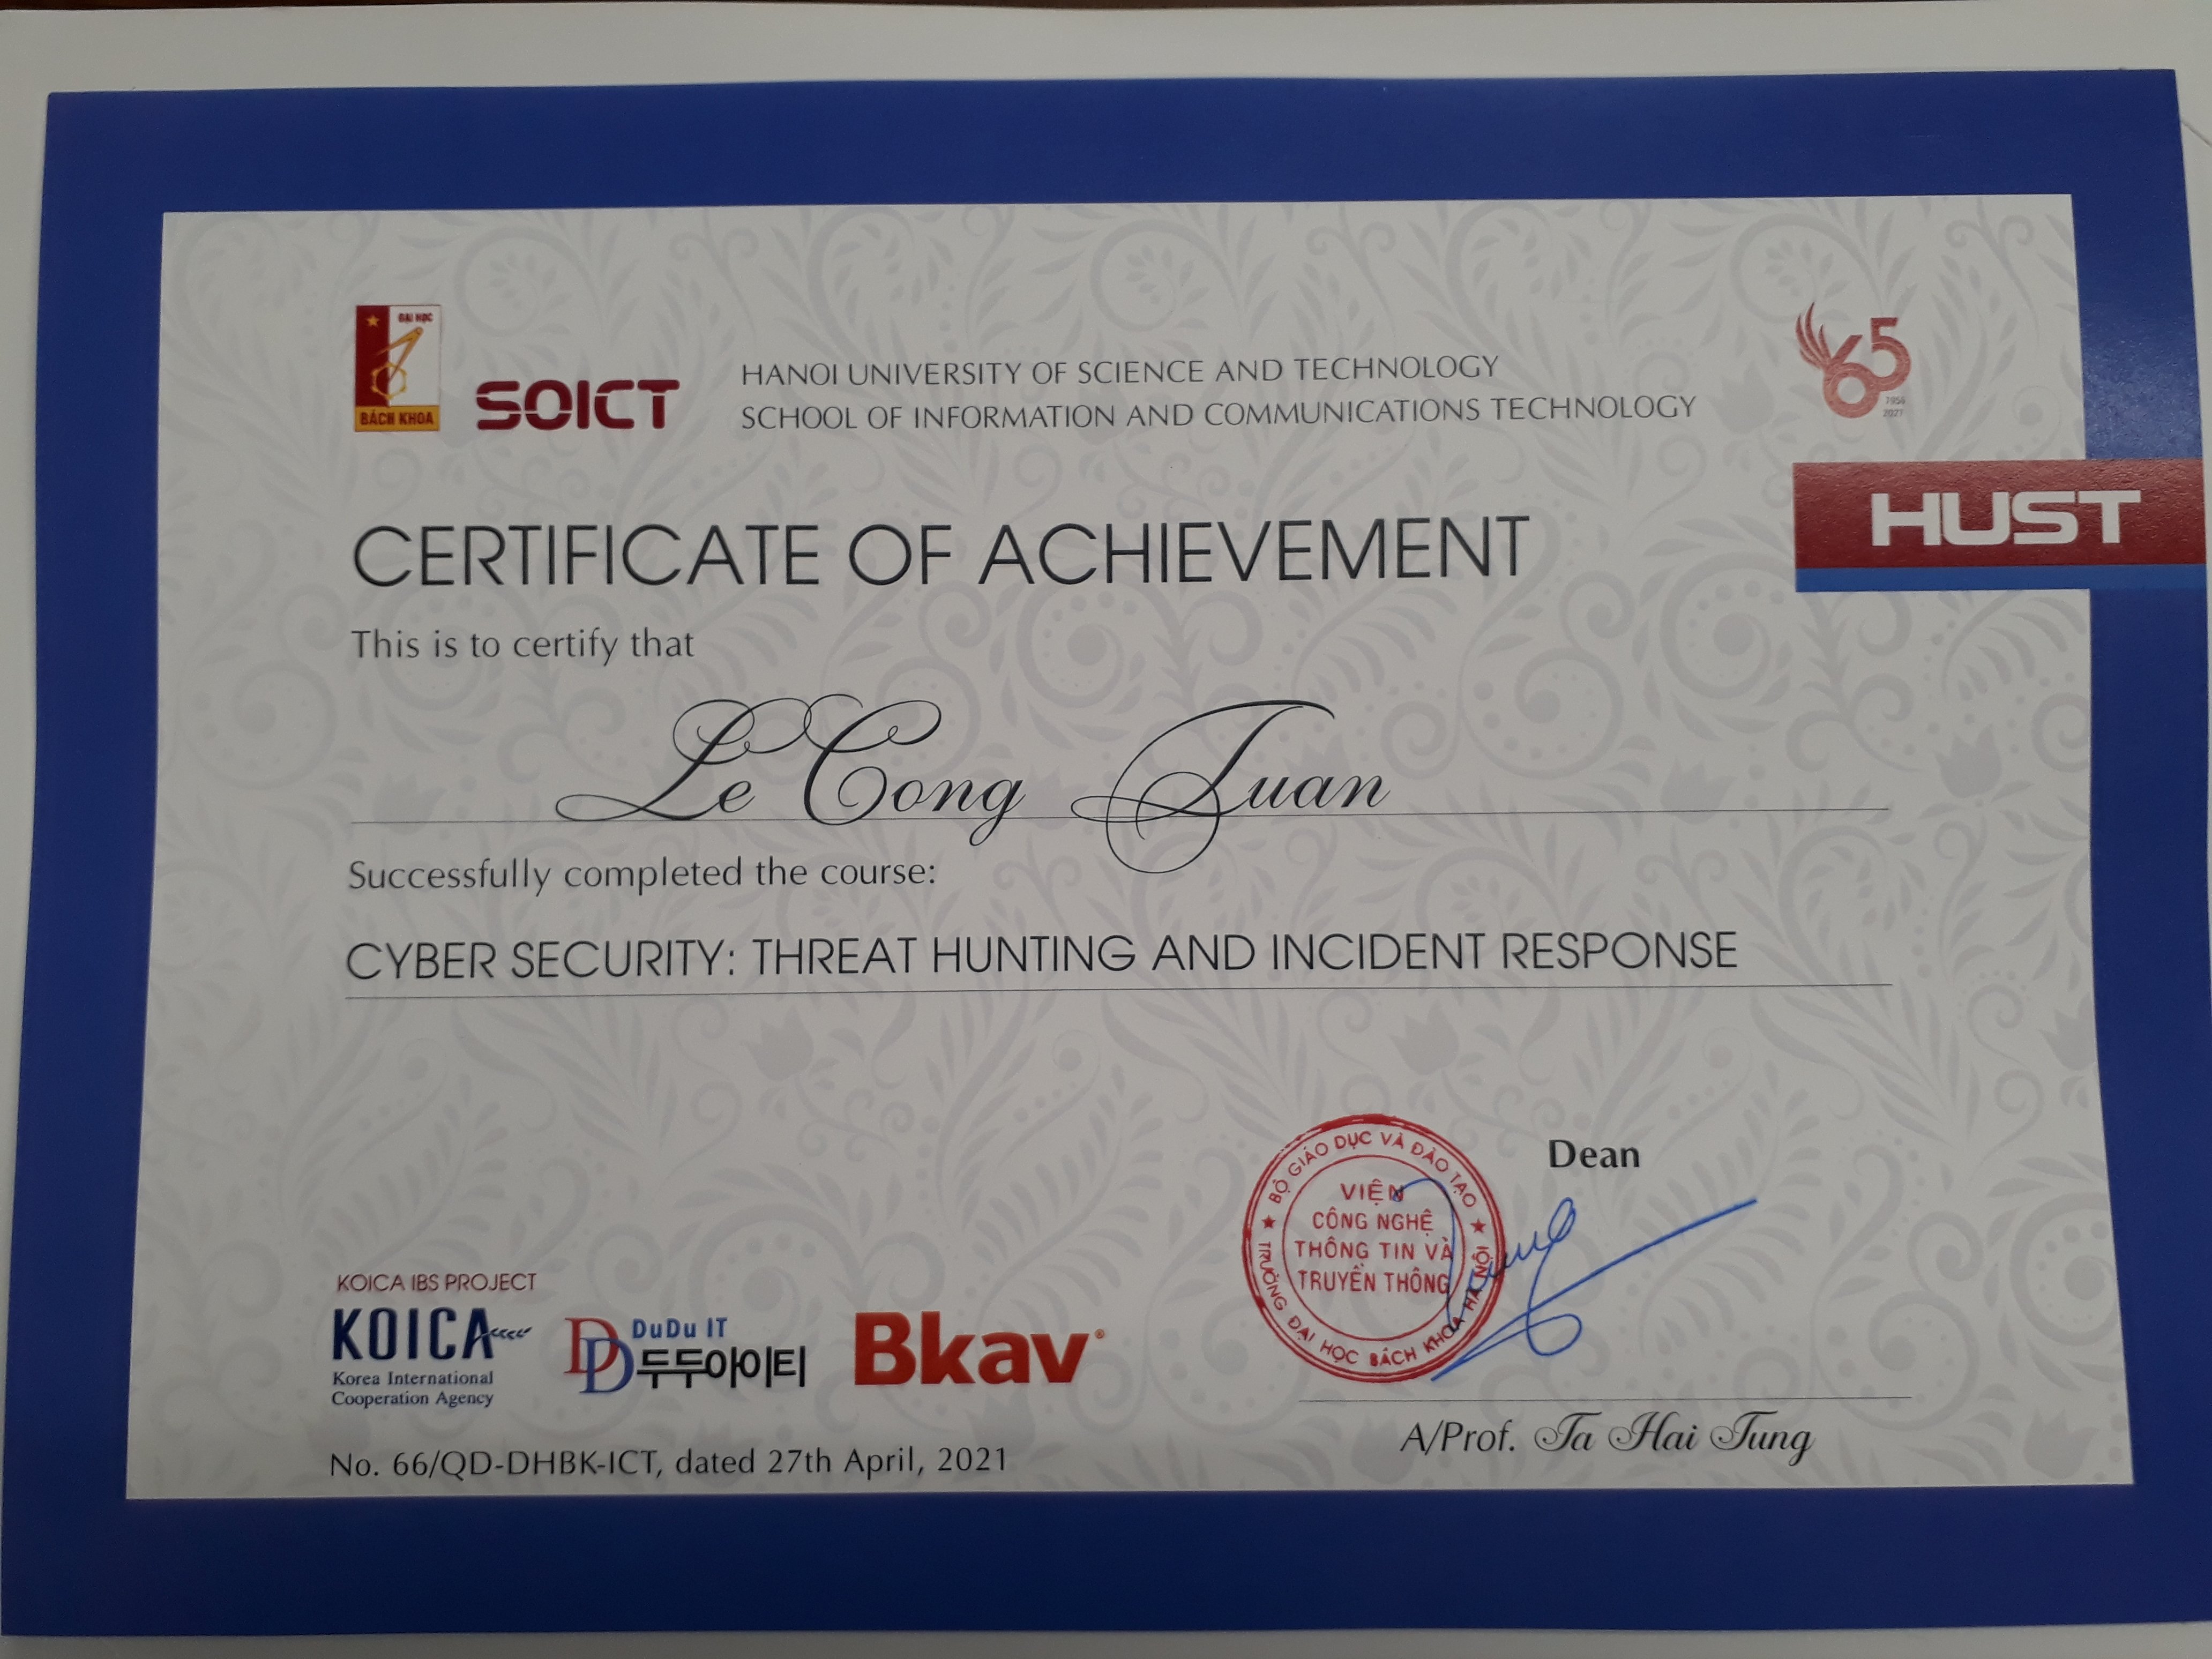 ĐẠI HỌC
BÁCH KHOA
SOICT
HANOI UNIVERSITY OF SCIENCE AND TECHNOLOGY
SCHOOL OF INFORMATION AND COMMUNICATIONS TECHNOLOGY
65
1956
2021
HUST
CERTIFICATE OF ACHIEVEMENT
This is to certify that
Le Cong Tuan
Successfully completed the course:
CYBER SECURITY: THREAT HUNTING AND INCIDENT RESPONSE
Dean
BỘ GIÁO DỤC VÀ ĐÀO TẠO
VIỆN
CÔNG NGHỆ
THÔNG TIN VÀ
TRUYỀN THÔNG
TRƯỜNG ĐẠI HỌC BÁCH KHOA HÀ NỘI
KOICA IBS PROJECT
KOICA
Korea International
Cooperation Agency
DuDu IT
두두아이티
Bkav
A/Prof. Ta Hai Tung
No. 66/QD-DHBK-ICT, dated 27th April, 2021